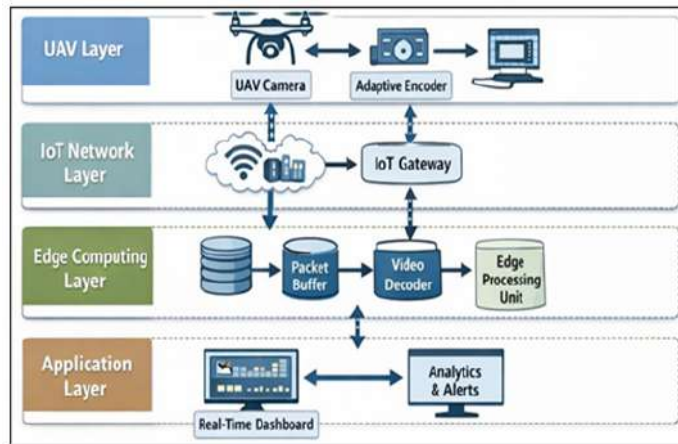 UAV Layer
UAV Camera
Adaptive Encoder
IoT Network
Layer
IoT Gateway
Edge Computing
Layer
Packet
Buffer
Video
Decoder
Edge
Processing
Unit
Application
Layer
Real-Time Dashboard
Analytics
& Alerts